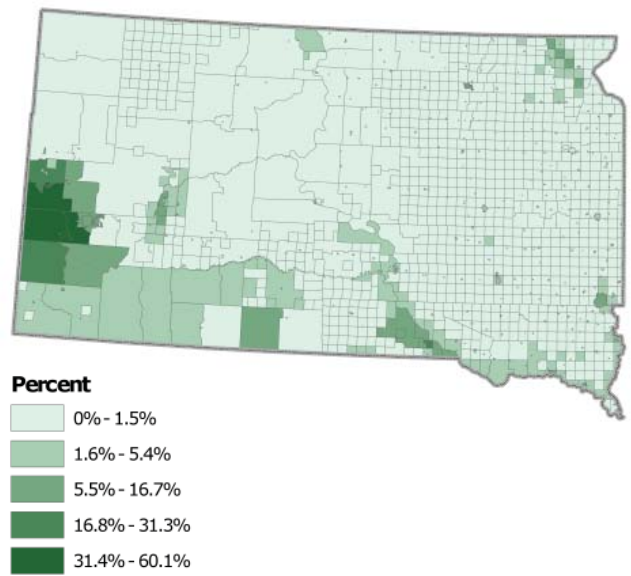 Percent
0% - 1.5%
1.6% - 5.4%
5.5% - 16.7%
16.8% - 31.3%
31.4% - 60.1%